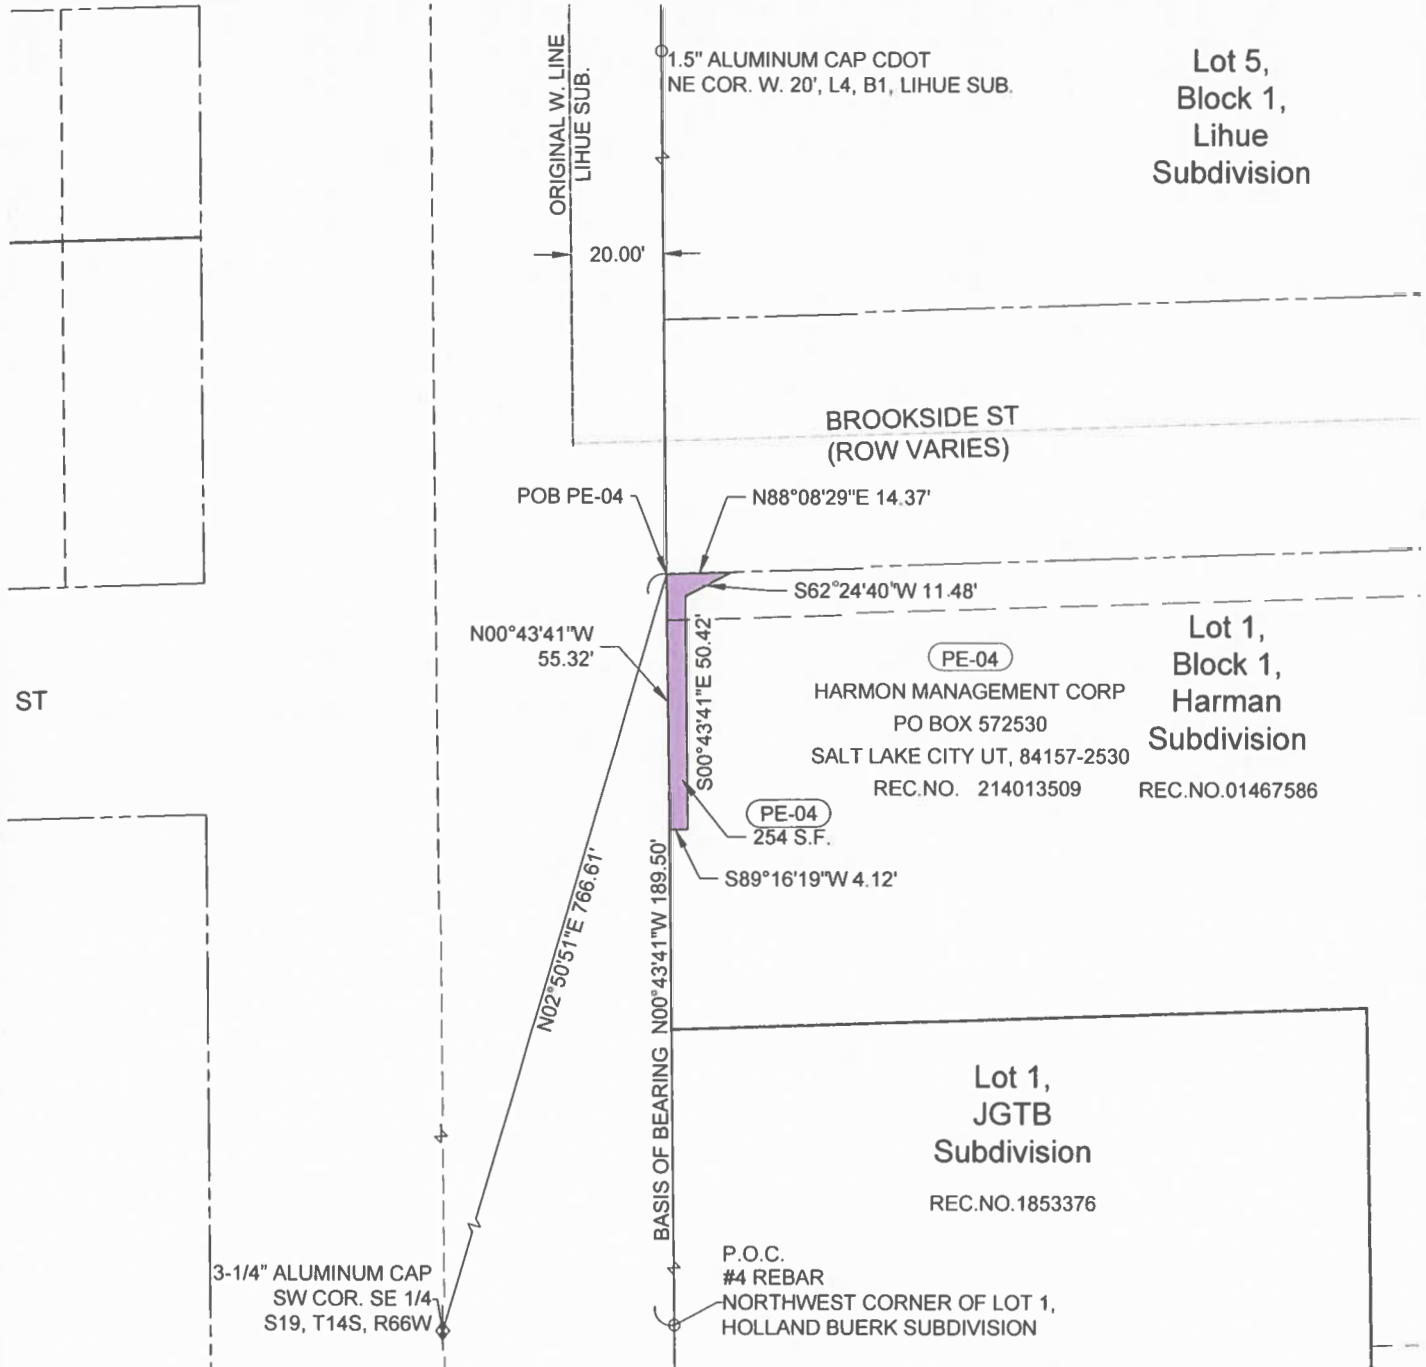 ORIGINAL W. LINE
LIHUE SUB.
1.5" ALUMINUM CAP CDOT
NE COR. W. 20', L4, B1, LIHUE SUB.
Lot 5,
Block 1,
Lihue
Subdivision
20.00'
BROOKSIDE ST
(ROW VARIES)
POB PE-04
N88°08'29"E 14.37'
S62°24'40"W 11.48'
N00°43'41"W
55.32'
S00°43'41"E 50.42'
PE-04
HARMON MANAGEMENT CORP
PO BOX 572530
SALT LAKE CITY UT, 84157-2530
REC.NO. 214013509
Lot 1,
Block 1,
Harman
Subdivision
REC.NO.01467586
ST
PE-04
254 S.F.
S89°16'19"W 4.12'
N02°50'51"E 766.61'
BASIS OF BEARING N00°43'41"W 189.50'
Lot 1,
JGTB
Subdivision
REC.NO.1853376
3-1/4" ALUMINUM CAP
SW COR. SE 1/4
S19, T14S, R66W
P.O.C.
#4 REBAR
NORTHWEST CORNER OF LOT 1,
HOLLAND BUERK SUBDIVISION